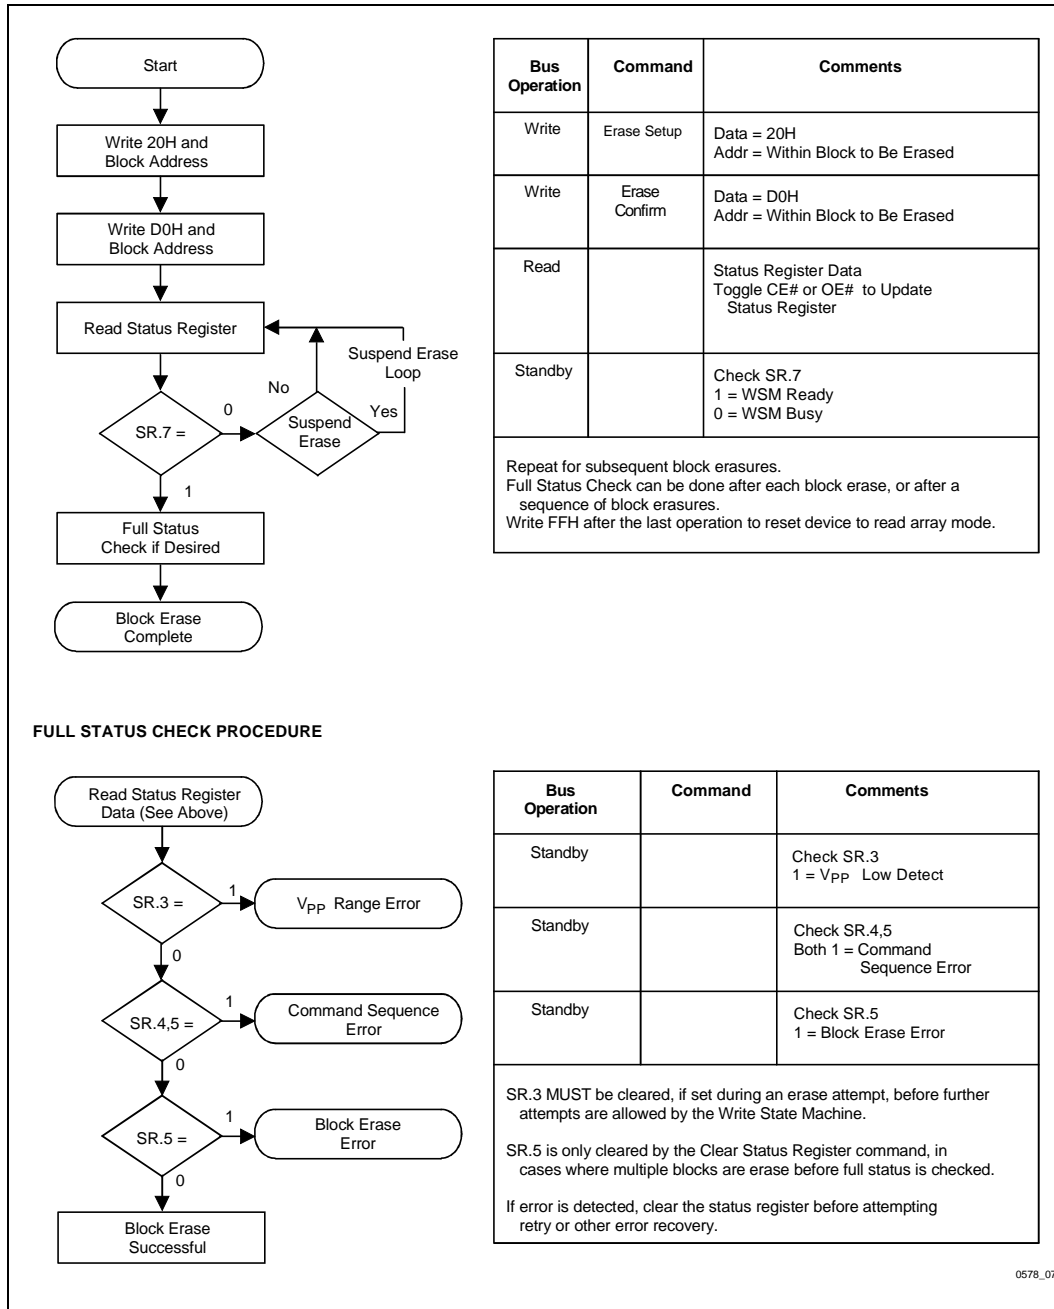 Start
Write 20H and
Block Address
Write D0H and
Block Address
Read Status Register
Suspend Erase
Loop
No
Yes
0
SR.7 =
Suspend
Erase
1
Full Status
Check if Desired
Block Erase
Complete
Bus
Operation
Command
Comments
Write
Erase Setup
Data = 20H
Addr = Within Block to Be Erased
Write
Erase
Confirm
Data = D0H
Addr = Within Block to Be Erased
Read
Status Register Data
Toggle CE# or OE# to Update
Status Register
Standby
Check SR.7
1 = WSM Ready
0 = WSM Busy
Repeat for subsequent block erasures.
Full Status Check can be done after each block erase, or after a
sequence of block erasures.
Write FFH after the last operation to reset device to read array mode.
FULL STATUS CHECK PROCEDURE
Read Status Register
Data (See Above)
SR.3 =
1
VPP Range Error
0
SR.4,5 =
1
Command Sequence
Error
0
SR.5 =
1
Block Erase
Error
0
Block Erase
Successful
Bus
Operation
Command
Comments
Standby
Check SR.3
1 = VPP Low Detect
Standby
Check SR.4,5
Both 1 = Command
Sequence Error
Standby
Check SR.5
1 = Block Erase Error
SR.3 MUST be cleared, if set during an erase attempt, before further
attempts are allowed by the Write State Machine.
SR.5 is only cleared by the Clear Status Register command, in
cases where multiple blocks are erase before full status is checked.
If error is detected, clear the status register before attempting
retry or other error recovery.
0578_07